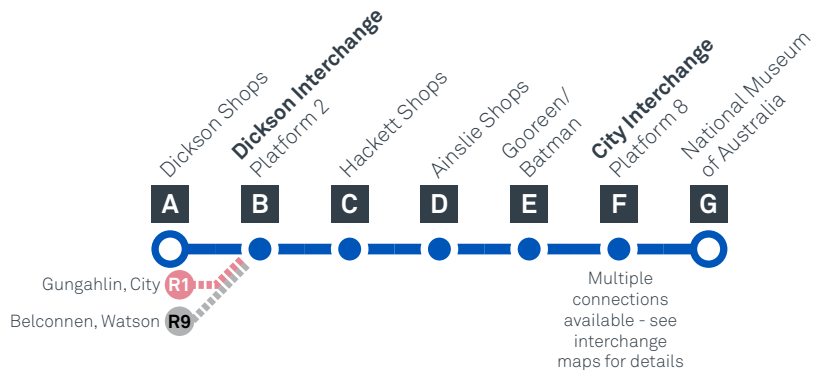 Dickson Shops
Dickson Interchange
Platform 2
Hackett Shops
Ainslie Shops
Gooreen/
Batman
City Interchange
Platform 8
National Museum
of Australia
A
B
C
D
E
F
G
Gungahlin, City
R1
Belconnen, Watson
R9
Multiple
connections
available - see
interchange
maps for details